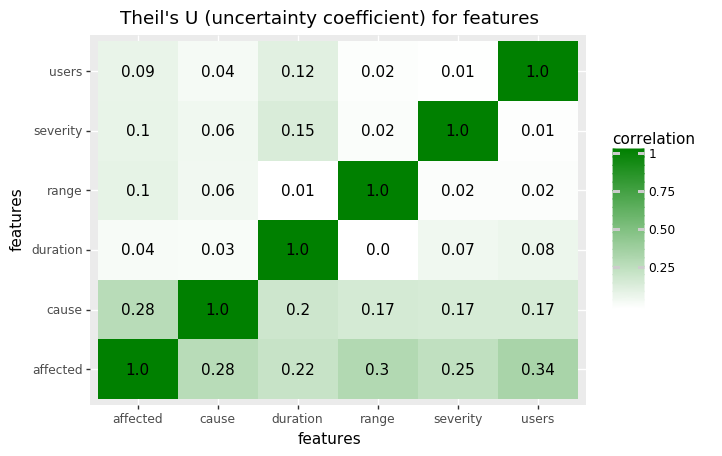 Theil's U (uncertainty coefficient) for features
users 0.09 0.04 0.12 0.02 0.01 1.0
severity 0.1 0.06 0.15 0.02 1.0 0.01
range 0.1 0.06 0.01 1.0 0.02 0.02
duration 0.04 0.03 1.0 0.0 0.07 0.08
cause 0.28 1.0 0.2 0.17 0.17 0.17
affected 1.0 0.28 0.22 0.3 0.25 0.34
affected cause duration range severity users
features
features
correlation
1
0.75
0.50
0.25